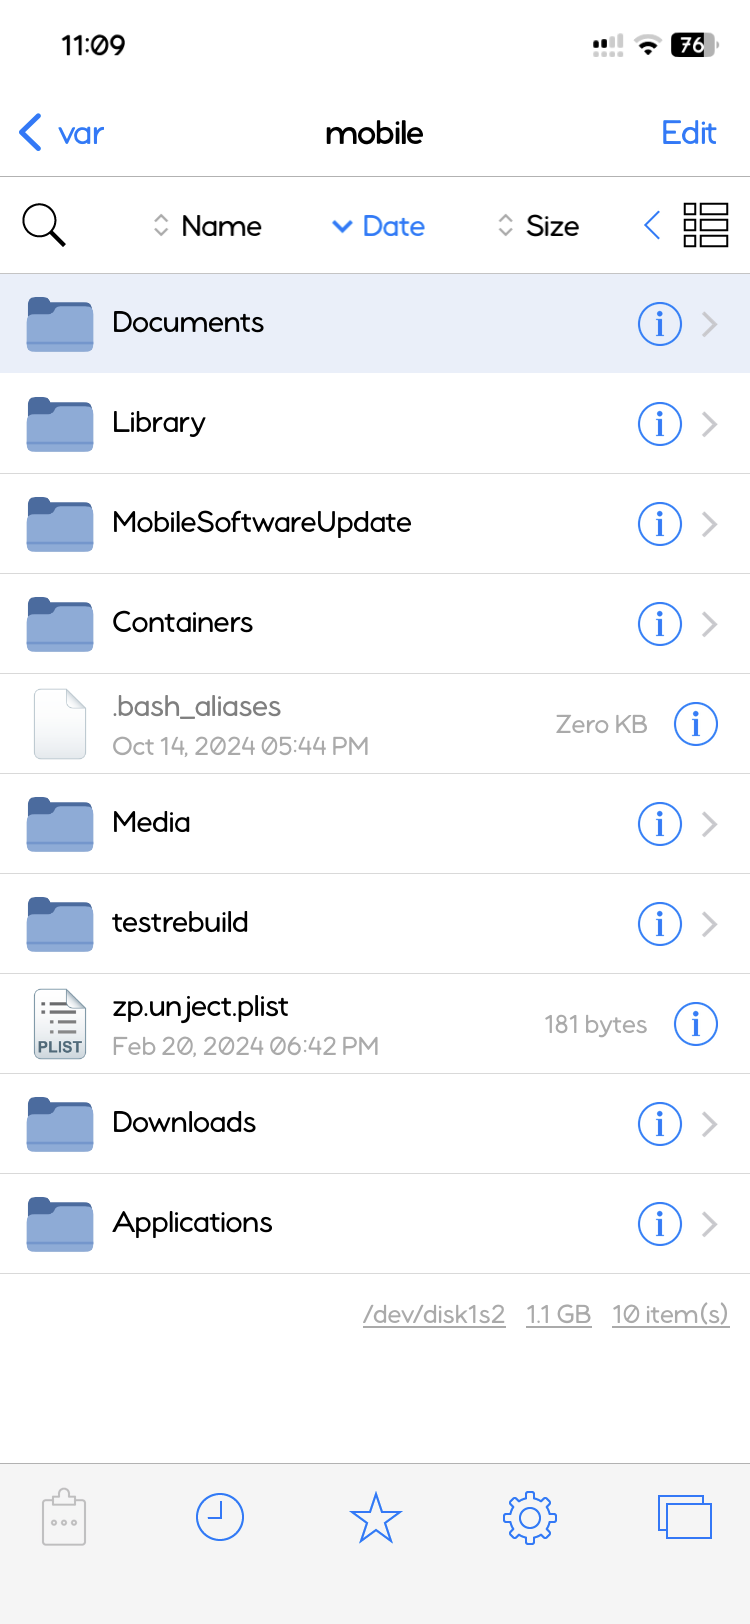 11:09
76
var
mobile
Edit
Name
Date
Size
Documents
Library
MobileSoftwareUpdate
Containers
.bash_aliases
Oct 14, 2024 05:44 PM
Zero KB
Media
testrebuild
zp.unject.plist
PLIST
Feb 20, 2024 06:42 PM
181 bytes
Downloads
Applications
/dev/disk1s2 1.1 GB 10 item(s)